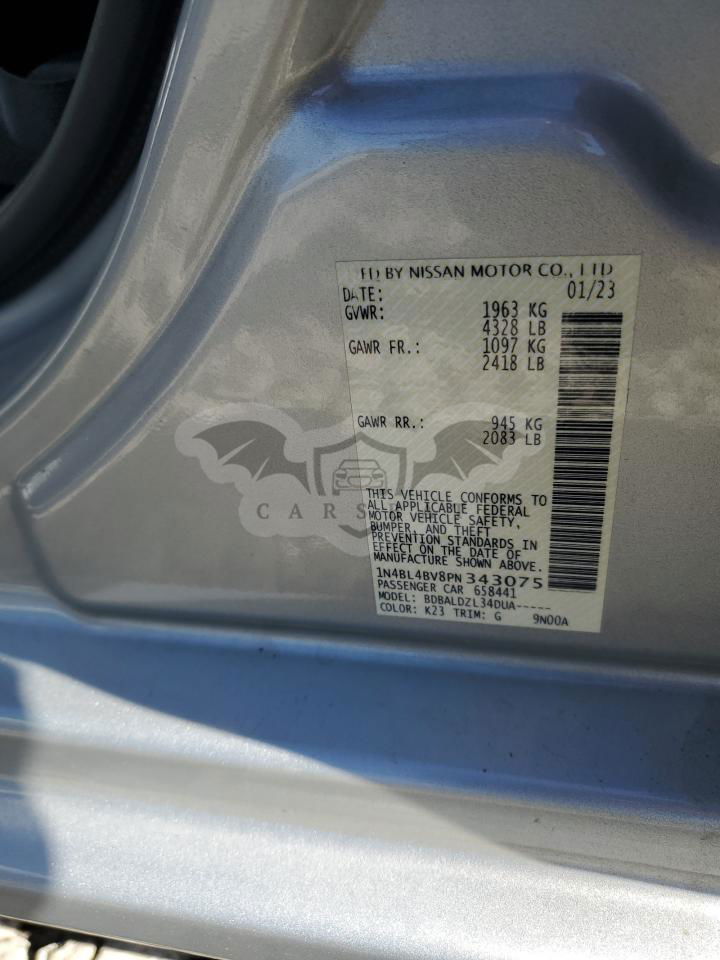 BY NISSAN MOTOR CO., LTD
DATE: 01/23
GVWR: 1963 KG
4328 LB
GAWR FR.: 1097 KG
2418 LB
GAWR RR.: 945 KG
2083 LB
THIS VEHICLE CONFORMS TO
ALL APPLICABLE FEDERAL
MOTOR VEHICLE SAFETY,
BUMPER, AND THEFT
PREVENTION STANDARDS IN
EFFECT ON THE DATE OF
MANUFACTURE SHOWN ABOVE.
1N4BL4BV8PN343075
PASSENGER CAR 658441
MODEL: BDBALDZL34DUA-----
COLOR: K23 TRIM: G 9N00A